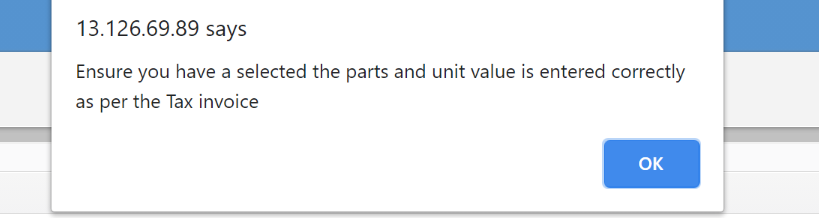 13.126.69.89 says
Ensure you have a selected the parts and unit value is entered correctly
as per the Tax invoice
OK